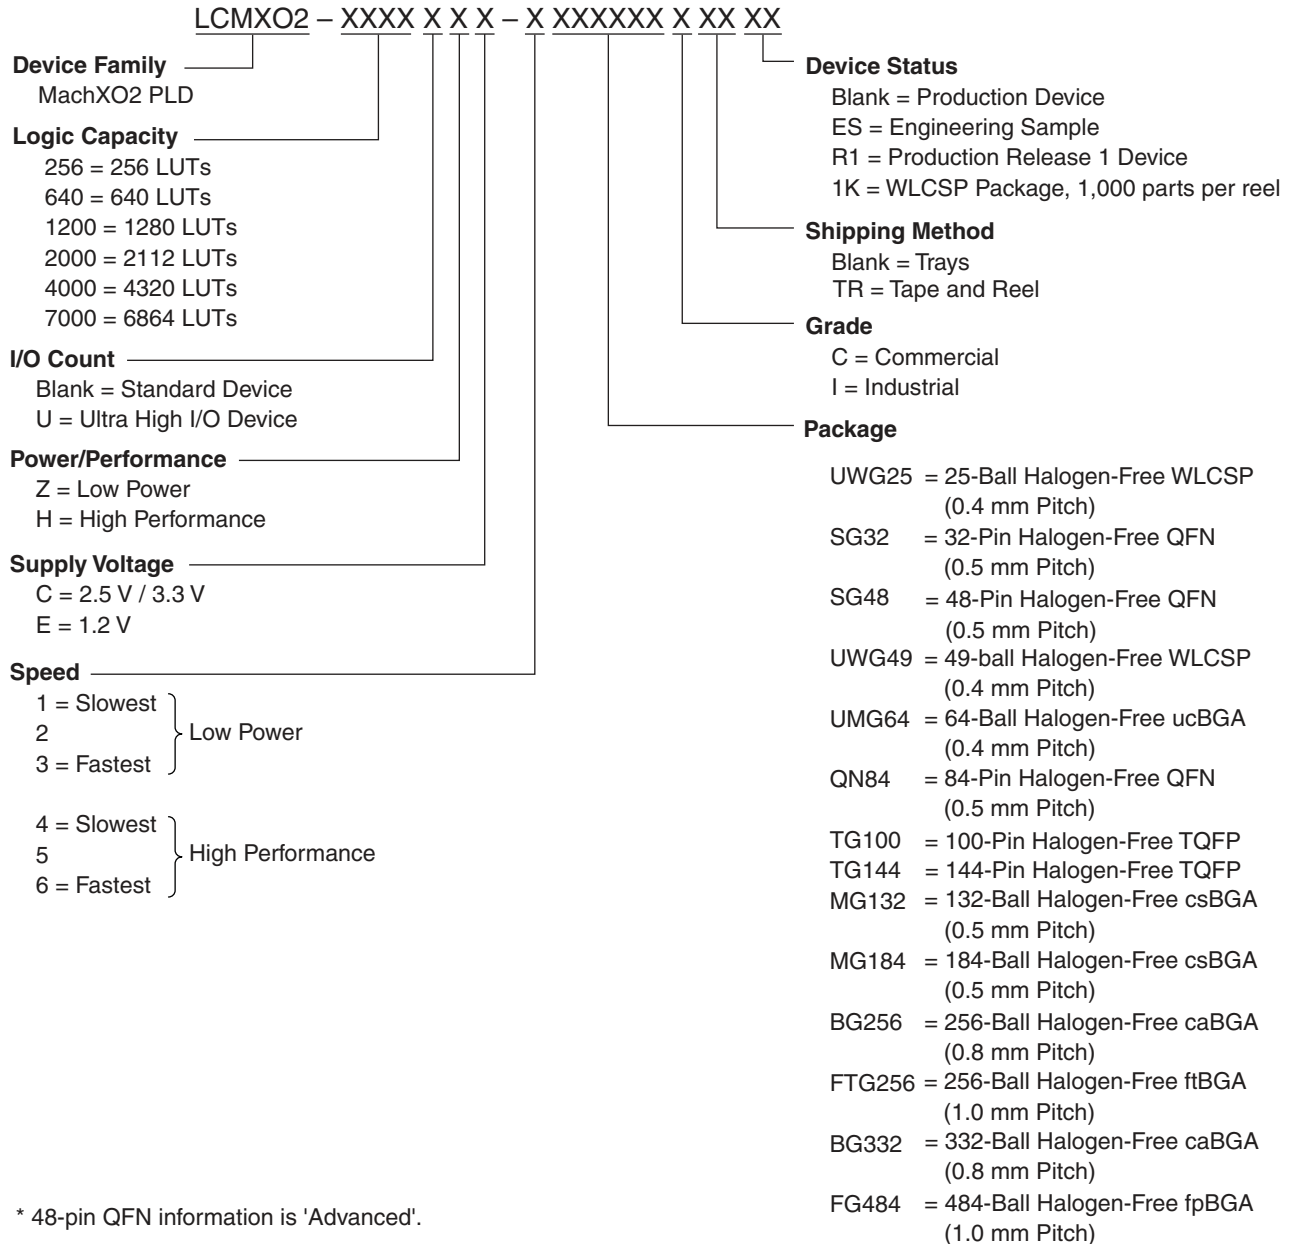 LCMXO2 – XXXX X X X – X XXXXXX X XX XX
Device Family
MachXO2 PLD
Logic Capacity
256 = 256 LUTs
640 = 640 LUTs
1200 = 1280 LUTs
2000 = 2112 LUTs
4000 = 4320 LUTs
7000 = 6864 LUTs
I/O Count
Blank = Standard Device
U = Ultra High I/O Device
Power/Performance
Z = Low Power
H = High Performance
Supply Voltage
C = 2.5 V / 3.3 V
E = 1.2 V
Speed
1 = Slowest
2
3 = Fastest
Low Power
4 = Slowest
5
6 = Fastest
High Performance
Device Status
Blank = Production Device
ES = Engineering Sample
R1 = Production Release 1 Device
1K = WLCSP Package, 1,000 parts per reel
Shipping Method
Blank = Trays
TR = Tape and Reel
Grade
C = Commercial
I = Industrial
Package
UWG25 = 25-Ball Halogen-Free WLCSP
(0.4 mm Pitch)
SG32 = 32-Pin Halogen-Free QFN
(0.5 mm Pitch)
SG48 = 48-Pin Halogen-Free QFN
(0.5 mm Pitch)
UWG49 = 49-ball Halogen-Free WLCSP
(0.4 mm Pitch)
UMG64 = 64-Ball Halogen-Free ucBGA
(0.4 mm Pitch)
QN84 = 84-Pin Halogen-Free QFN
(0.5 mm Pitch)
TG100 = 100-Pin Halogen-Free TQFP
TG144 = 144-Pin Halogen-Free TQFP
MG132 = 132-Ball Halogen-Free csBGA
(0.5 mm Pitch)
MG184 = 184-Ball Halogen-Free csBGA
(0.5 mm Pitch)
BG256 = 256-Ball Halogen-Free caBGA
(0.8 mm Pitch)
FTG256 = 256-Ball Halogen-Free ftBGA
(1.0 mm Pitch)
BG332 = 332-Ball Halogen-Free caBGA
(0.8 mm Pitch)
FG484 = 484-Ball Halogen-Free fpBGA
(1.0 mm Pitch)
* 48-pin QFN information is 'Advanced'.